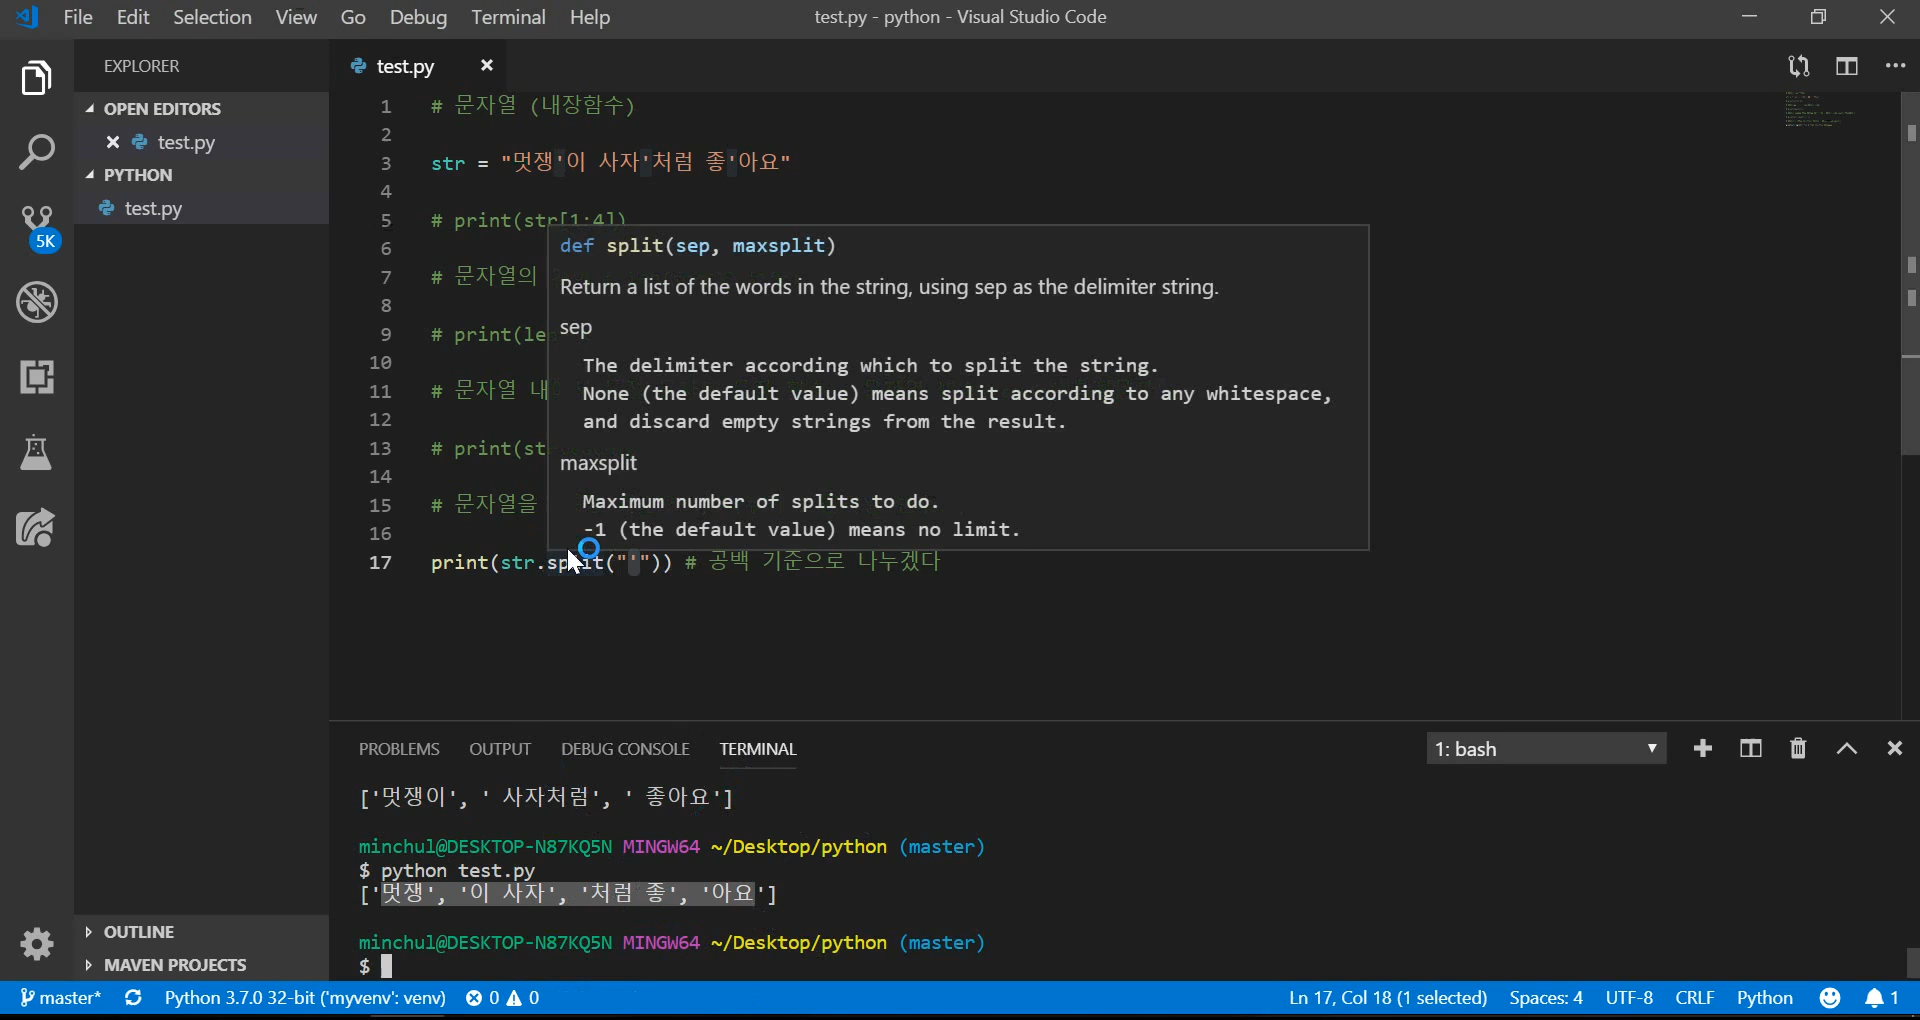 File Edit Selection View Go Debug Terminal Help
test.py - python - Visual Studio Code
EXPLORER
OPEN EDITORS
test.py
PYTHON
test.py
5K
OUTLINE
MAVEN PROJECTS
test.py
1 # 문자열 (내장함수)
2
3 str = "멋쟁'이 사자'처럼 좋'아요"
4
5 # print(str[1:4])
6
7 # 문자열의
8
9 # print(le
10
11 # 문자열 내
12
13 # print(st
14
15 # 문자열을
16
17 print(str.split("'")) # 공백 기준으로 나누겠다
def split(sep, maxsplit)
Return a list of the words in the string, using sep as the delimiter string.
sep
The delimiter according which to split the string.
None (the default value) means split according to any whitespace,
and discard empty strings from the result.
maxsplit
Maximum number of splits to do.
-1 (the default value) means no limit.
PROBLEMS OUTPUT DEBUG CONSOLE TERMINAL
1: bash
['멋쟁이', ' 사자처럼', ' 좋아요']
minchul@DESKTOP-N87KQ5N MINGW64 ~/Desktop/python (master)
$ python test.py
['멋쟁', '이 사자', '처럼 좋', '아요']
minchul@DESKTOP-N87KQ5N MINGW64 ~/Desktop/python (master)
$
master* Python 3.7.0 32-bit ('myvenv': venv) 0 0 Ln 17, Col 18 (1 selected) Spaces: 4 UTF-8 CRLF Python 1